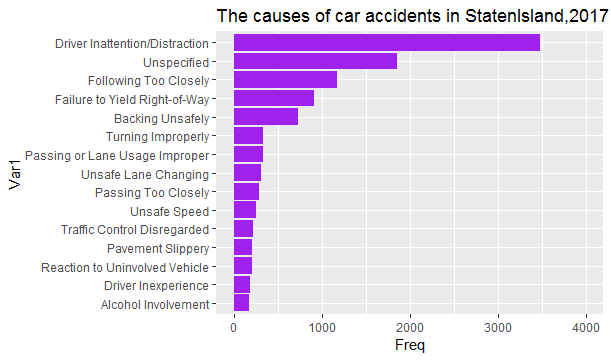 The causes of car accidents in StatenIsland,2017
Driver Inattention/Distraction
Unspecified
Following Too Closely
Failure to Yield Right-of-Way
Backing Unsafely
Turning Improperly
Passing or Lane Usage Improper
Unsafe Lane Changing
Passing Too Closely
Unsafe Speed
Traffic Control Disregarded
Pavement Slippery
Reaction to Uninvolved Vehicle
Driver Inexperience
Alcohol Involvement
Var1
0 1000 2000 3000 4000
Freq